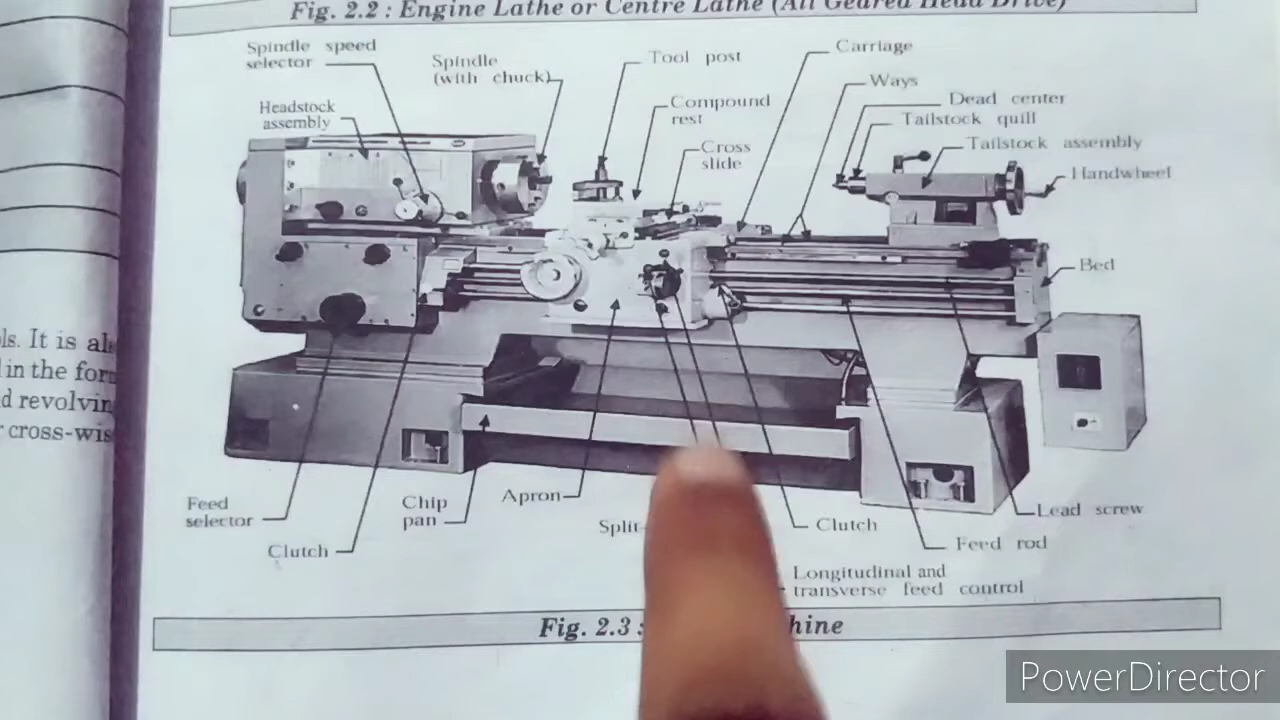 Fig. 2.2 : Engine Lathe or Centre Lathe (All Geared Head Drive)
Spindle speed
selector
Spindle
(with chuck)
Tool post
Carriage
Ways
Headstock
assembly
Compound
rest
Dead center
Tailstock quill
Cross
slide
Tailstock assembly
Handwheel
Bed
ls. It is
in the
d revolvin
cross-wis
Feed
selector
Clutch
Chip
pan
Apron
Split
Clutch
Lead screw
Feed rod
Longitudinal and
transverse feed control
Fig. 2.3 :
hine
PowerDirector